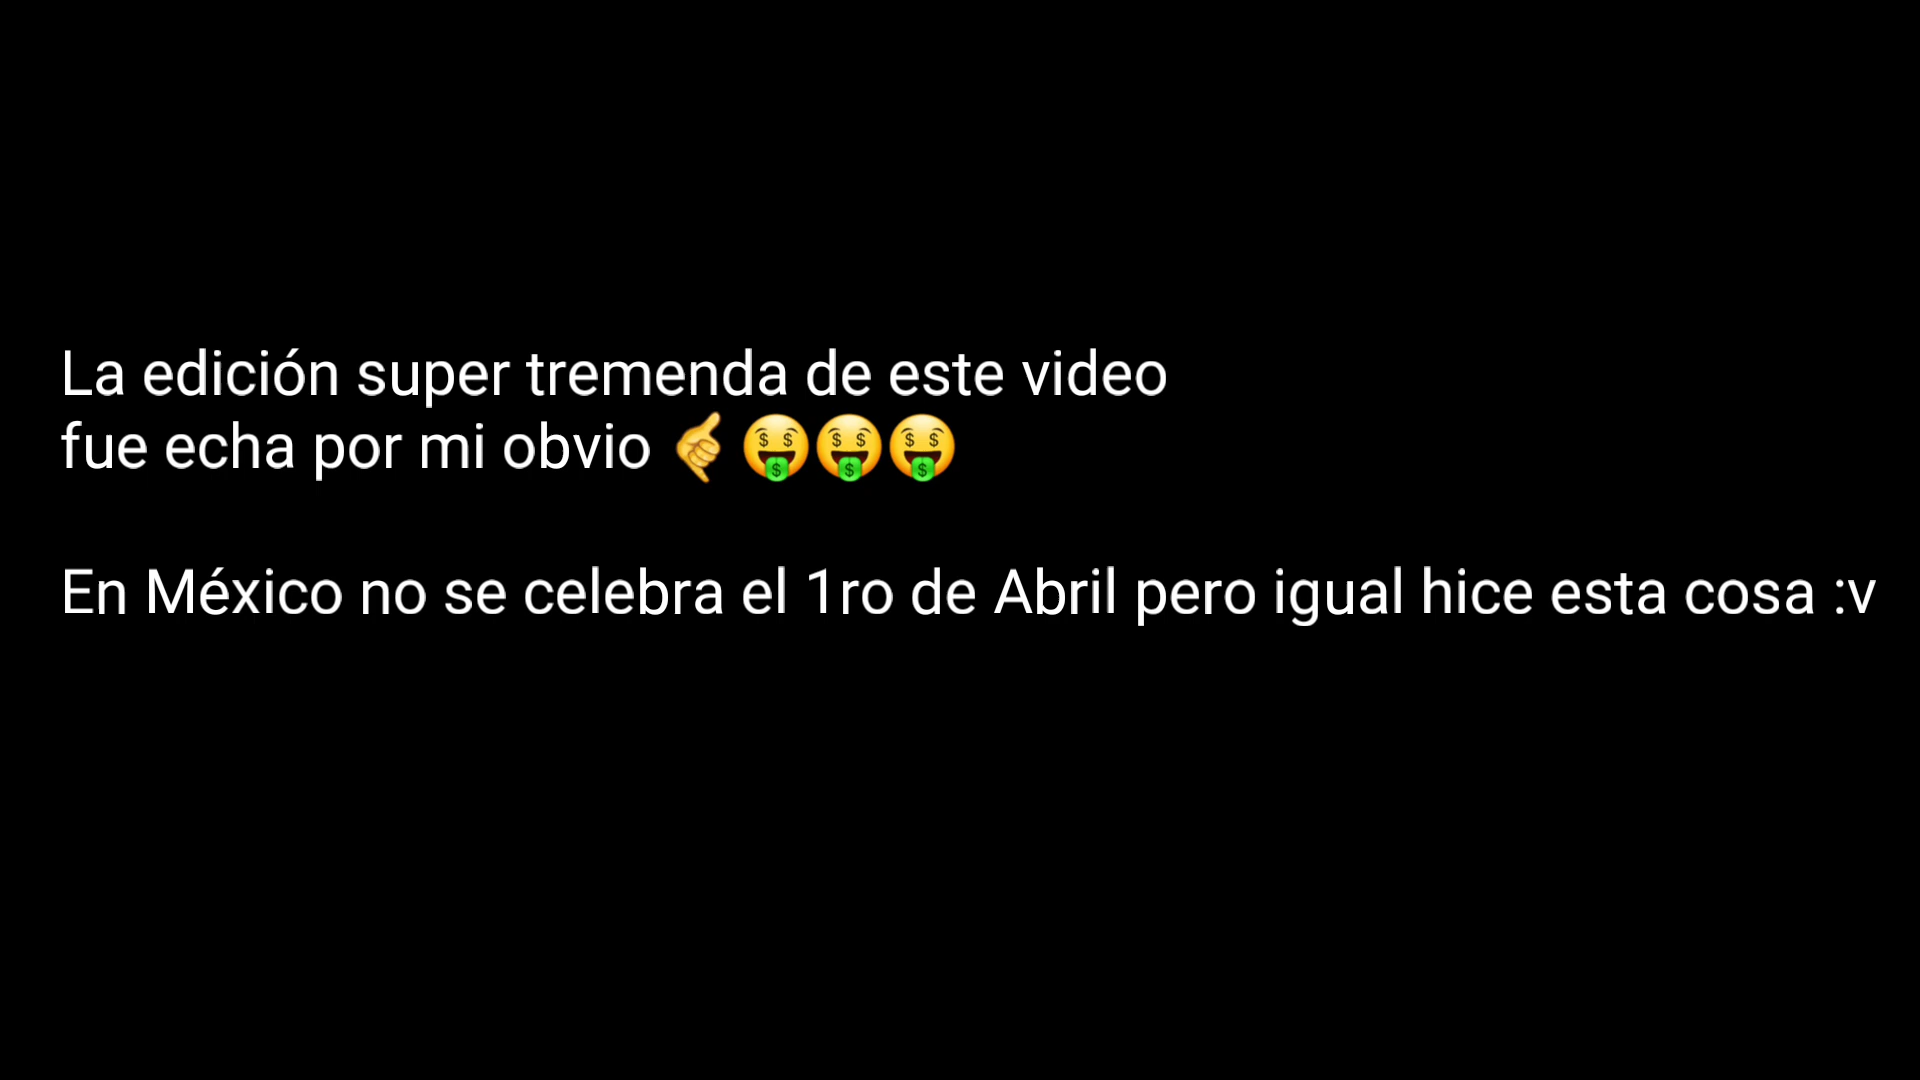 La edición super tremenda de este video
fue echa por mi obvio 🤙🤑🤑🤑
En México no se celebra el 1ro de Abril pero igual hice esta cosa :v